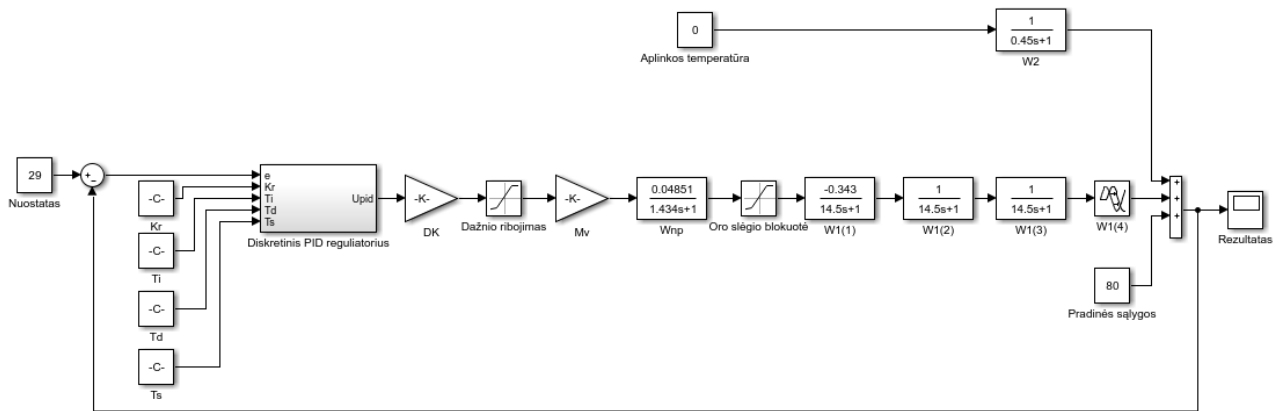 0
Aplinkos temperatūra
1
0.45s+1
W2
29
Nuostatas
+
-
-C-
Kr
-C-
Ti
-C-
Td
-C-
Ts
e
Kr
Ti
Td
Ts
Upid
Diskretinis PID reguliatorius
-K-
DK
Dažnio ribojimas
-K-
Mv
0.04851
1.434s+1
Wnp
Oro slėgio blokuotė
-0.343
14.5s+1
W1(1)
1
14.5s+1
W1(2)
1
14.5s+1
W1(3)
W1(4)
80
Pradinės sąlygos
+
+
+
Rezultatas